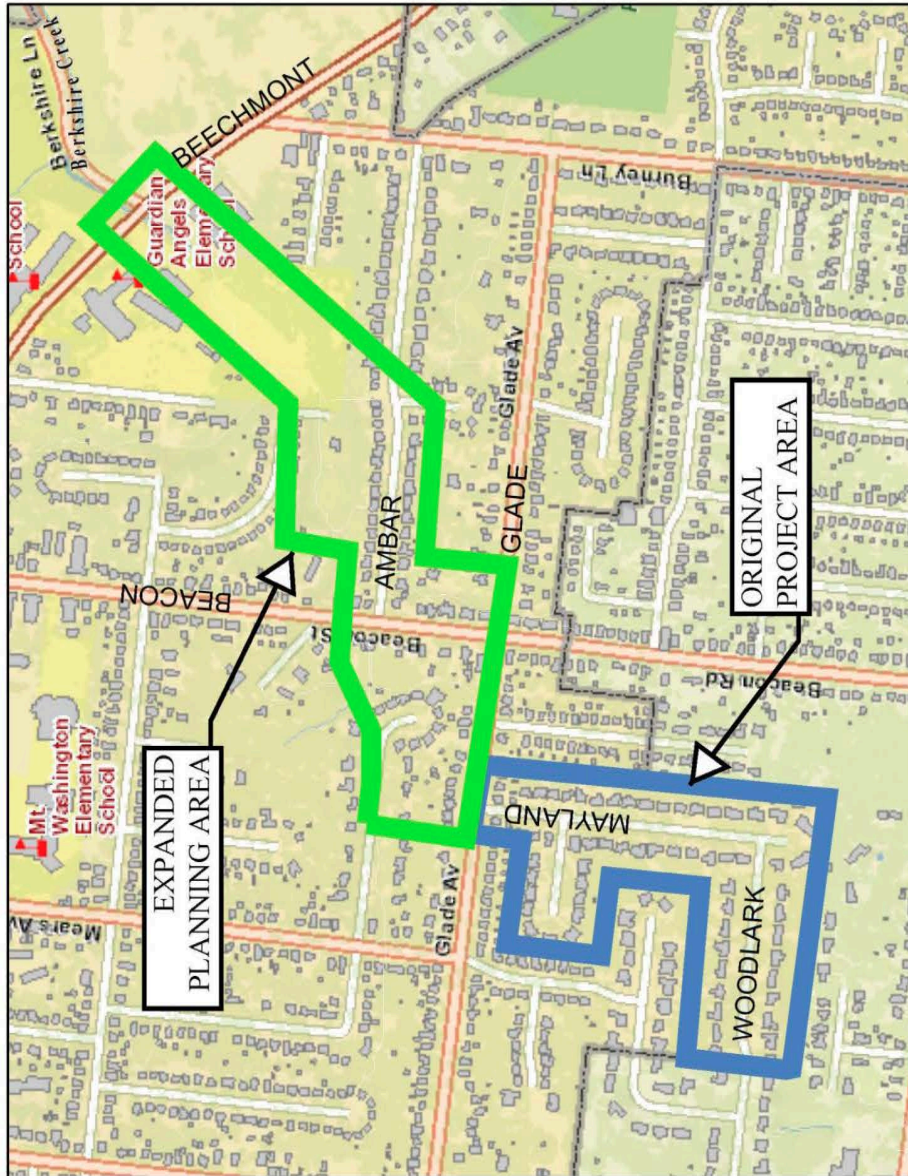 Mears Av
Mt.
Washington
Elementary
School
School
Berkshire Ln
Berkshire Creek
EXPANDED
PLANNING AREA
BEACON
Guardian
Angels
Elementary
School
BEECHMONT
AMBAR
Beacon St
Glade Av
GLADE
Glade Av
MAYLAND
Burney Ln
WOODLARK
ORIGINAL
PROJECT AREA
Beacon Rd